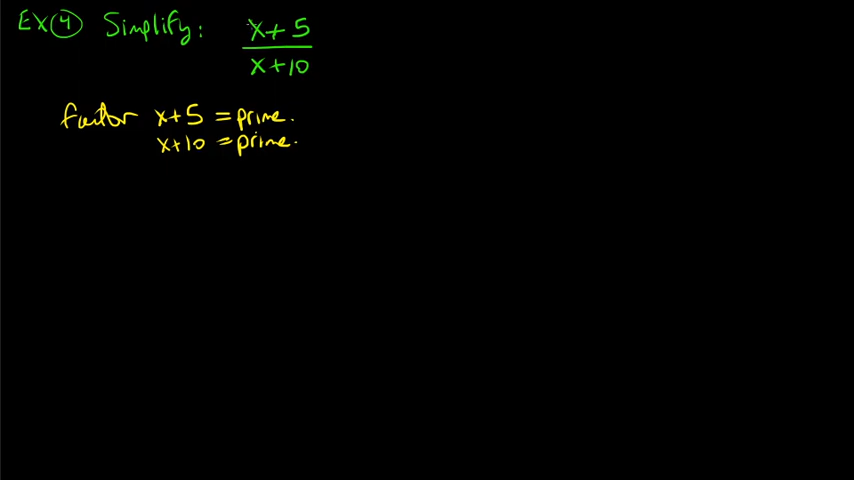 EX④ Simplify: x+5
x+10
factor x+5 = prime.
x+10 = prime.